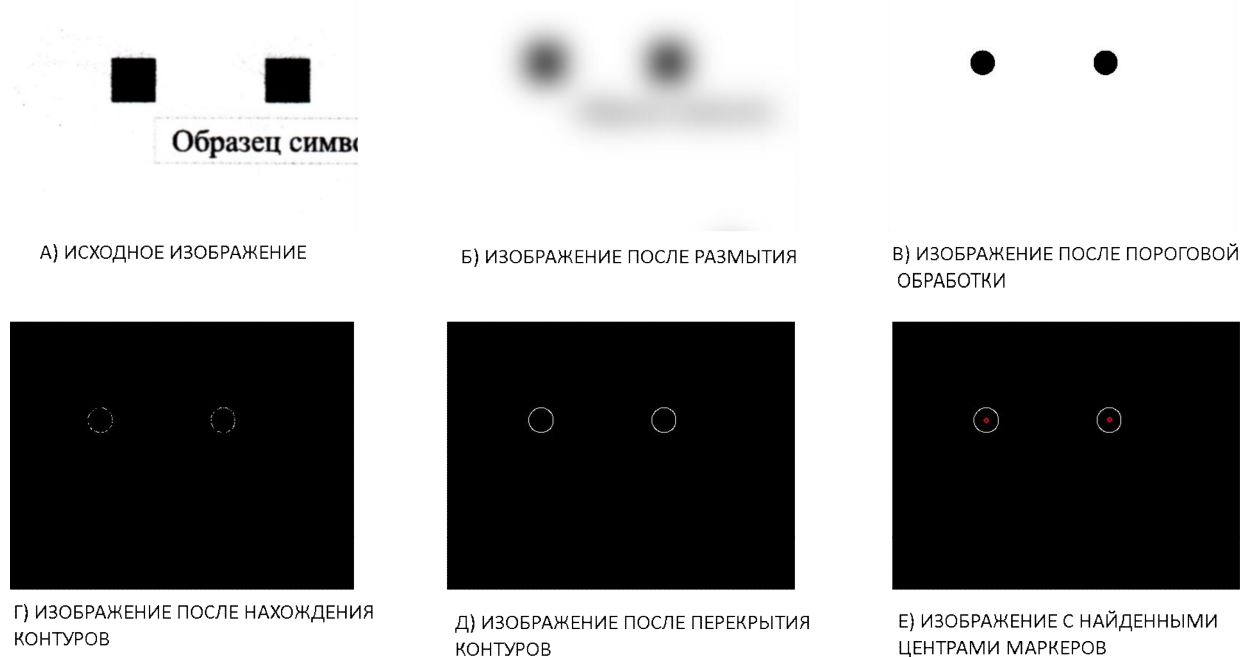 Образец симво
А) ИСХОДНОЕ ИЗОБРАЖЕНИЕ
Б) ИЗОБРАЖЕНИЕ ПОСЛЕ РАЗМЫТИЯ
В) ИЗОБРАЖЕНИЕ ПОСЛЕ ПОРОГОВОЙ
ОБРАБОТКИ
Г) ИЗОБРАЖЕНИЕ ПОСЛЕ НАХОЖДЕНИЯ
КОНТУРОВ
Д) ИЗОБРАЖЕНИЕ ПОСЛЕ ПЕРЕКРЫТИЯ
КОНТУРОВ
Е) ИЗОБРАЖЕНИЕ С НАЙДЕННЫМИ
ЦЕНТРАМИ МАРКЕРОВ